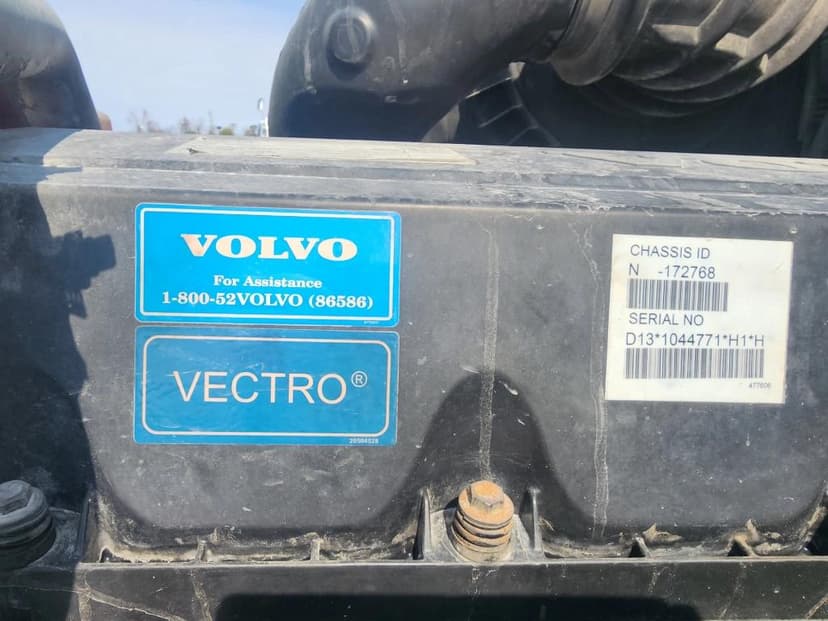 VOLVO
For Assistance
1-800-52VOLVO (86586)
VECTRO®
CHASSIS ID
N -172768
SERIAL NO
D13*1044771*H1*H